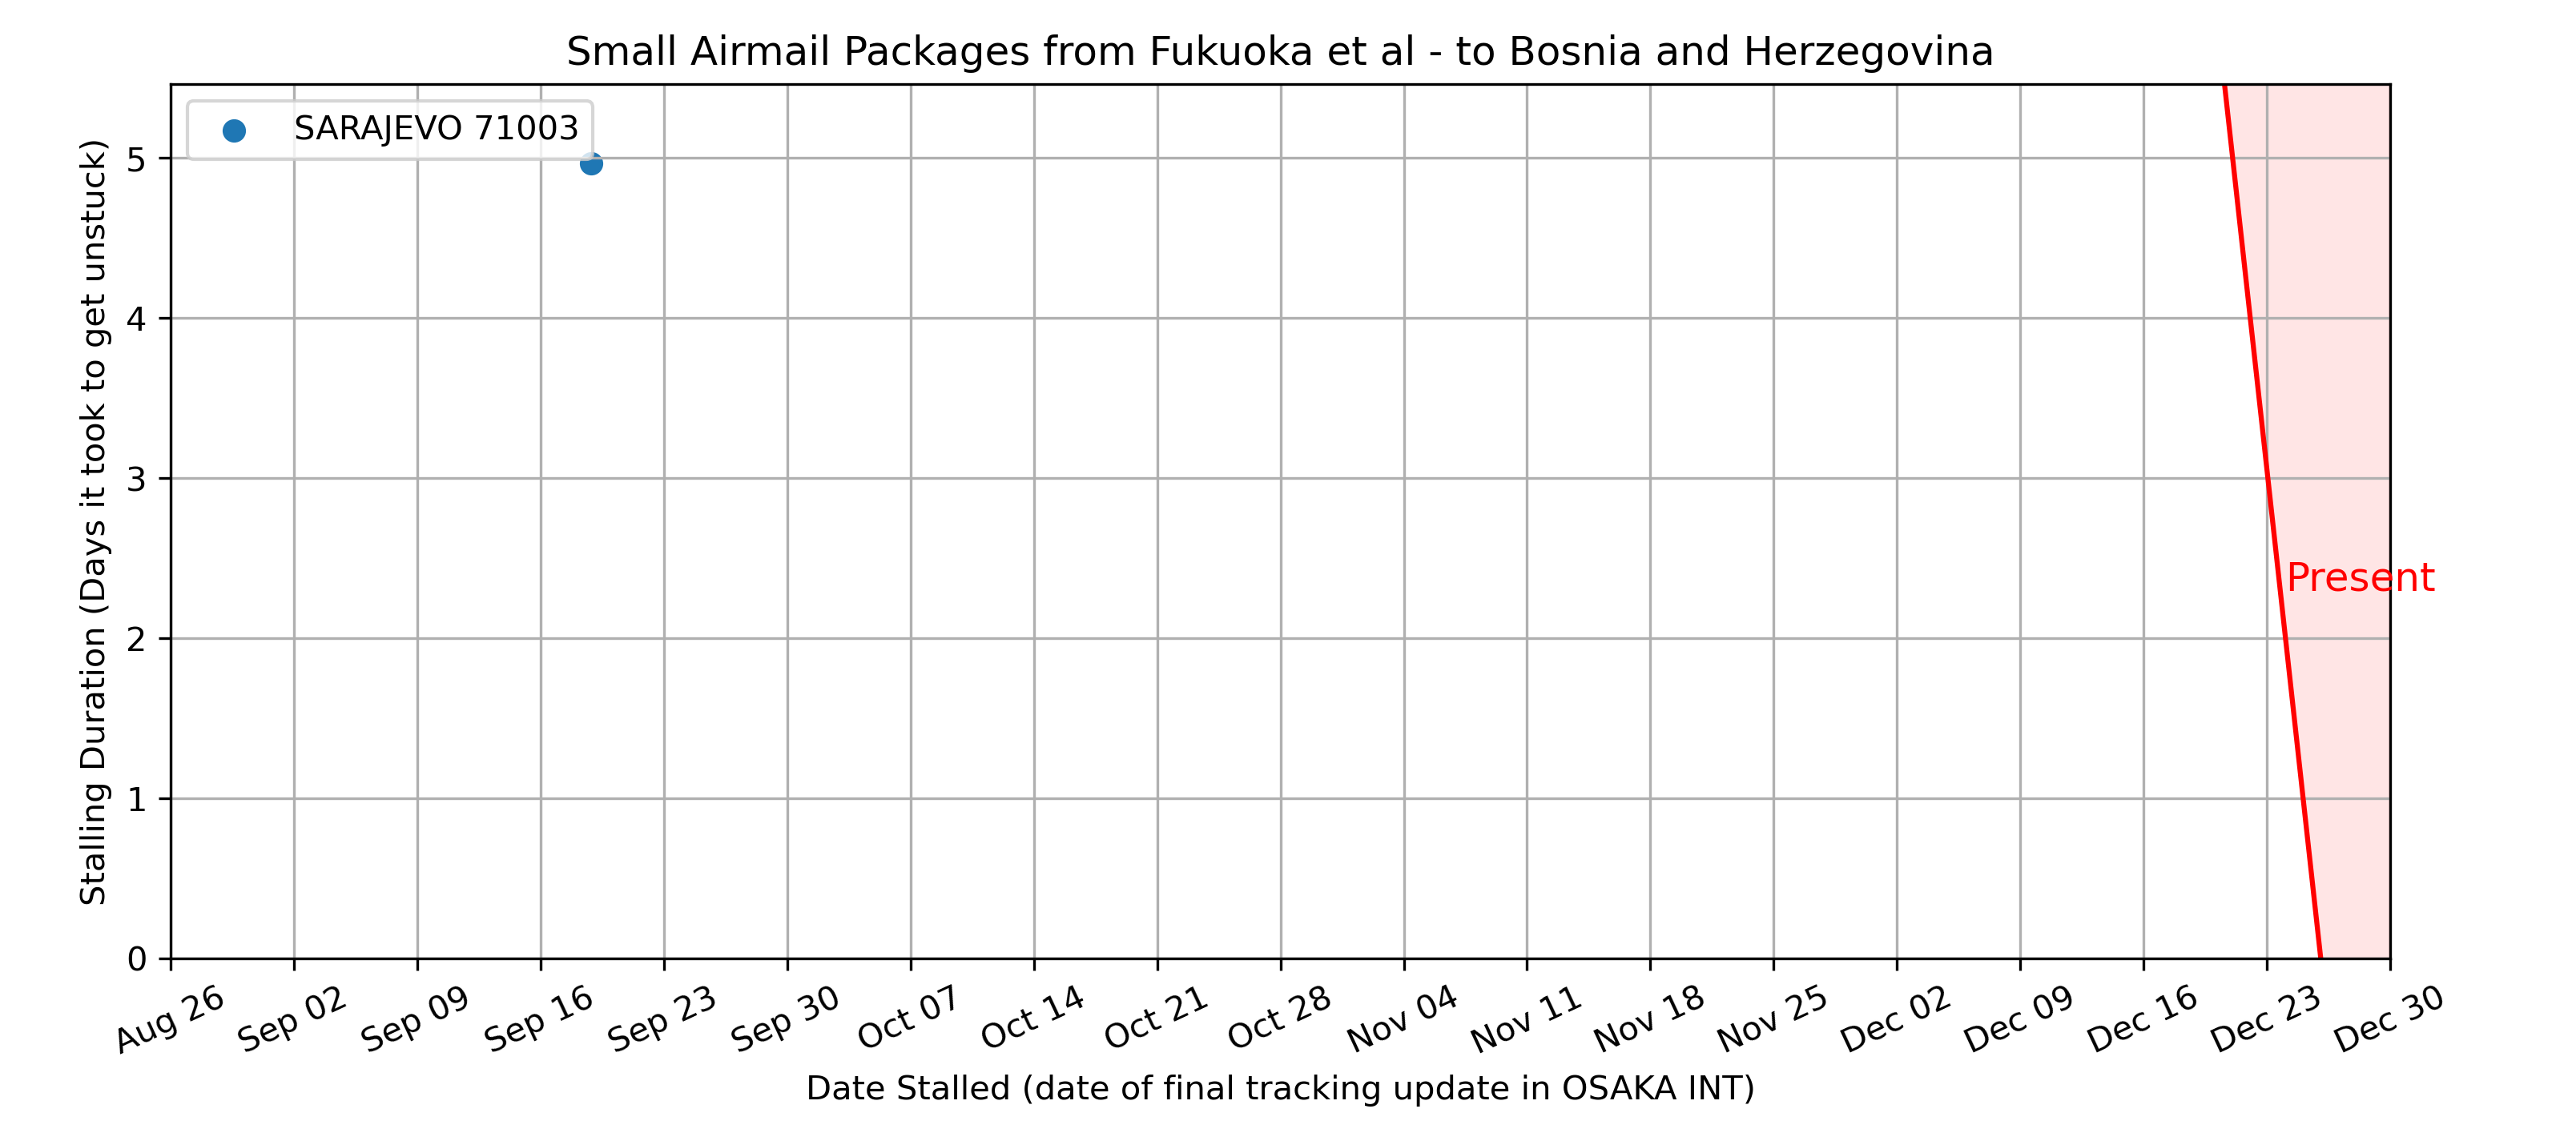 Small Airmail Packages from Fukuoka et al - to Bosnia and Herzegovina
SARAJEVO 71003
Stalling Duration (Days it took to get unstuck)
5
4
3
2
1
0
Present
Aug 26
Sep 02
Sep 09
Sep 16
Sep 23
Sep 30
Oct 07
Oct 14
Oct 21
Oct 28
Nov 04
Nov 11
Nov 18
Nov 25
Dec 02
Dec 09
Dec 16
Dec 23
Dec 30
Date Stalled (date of final tracking update in OSAKA INT)